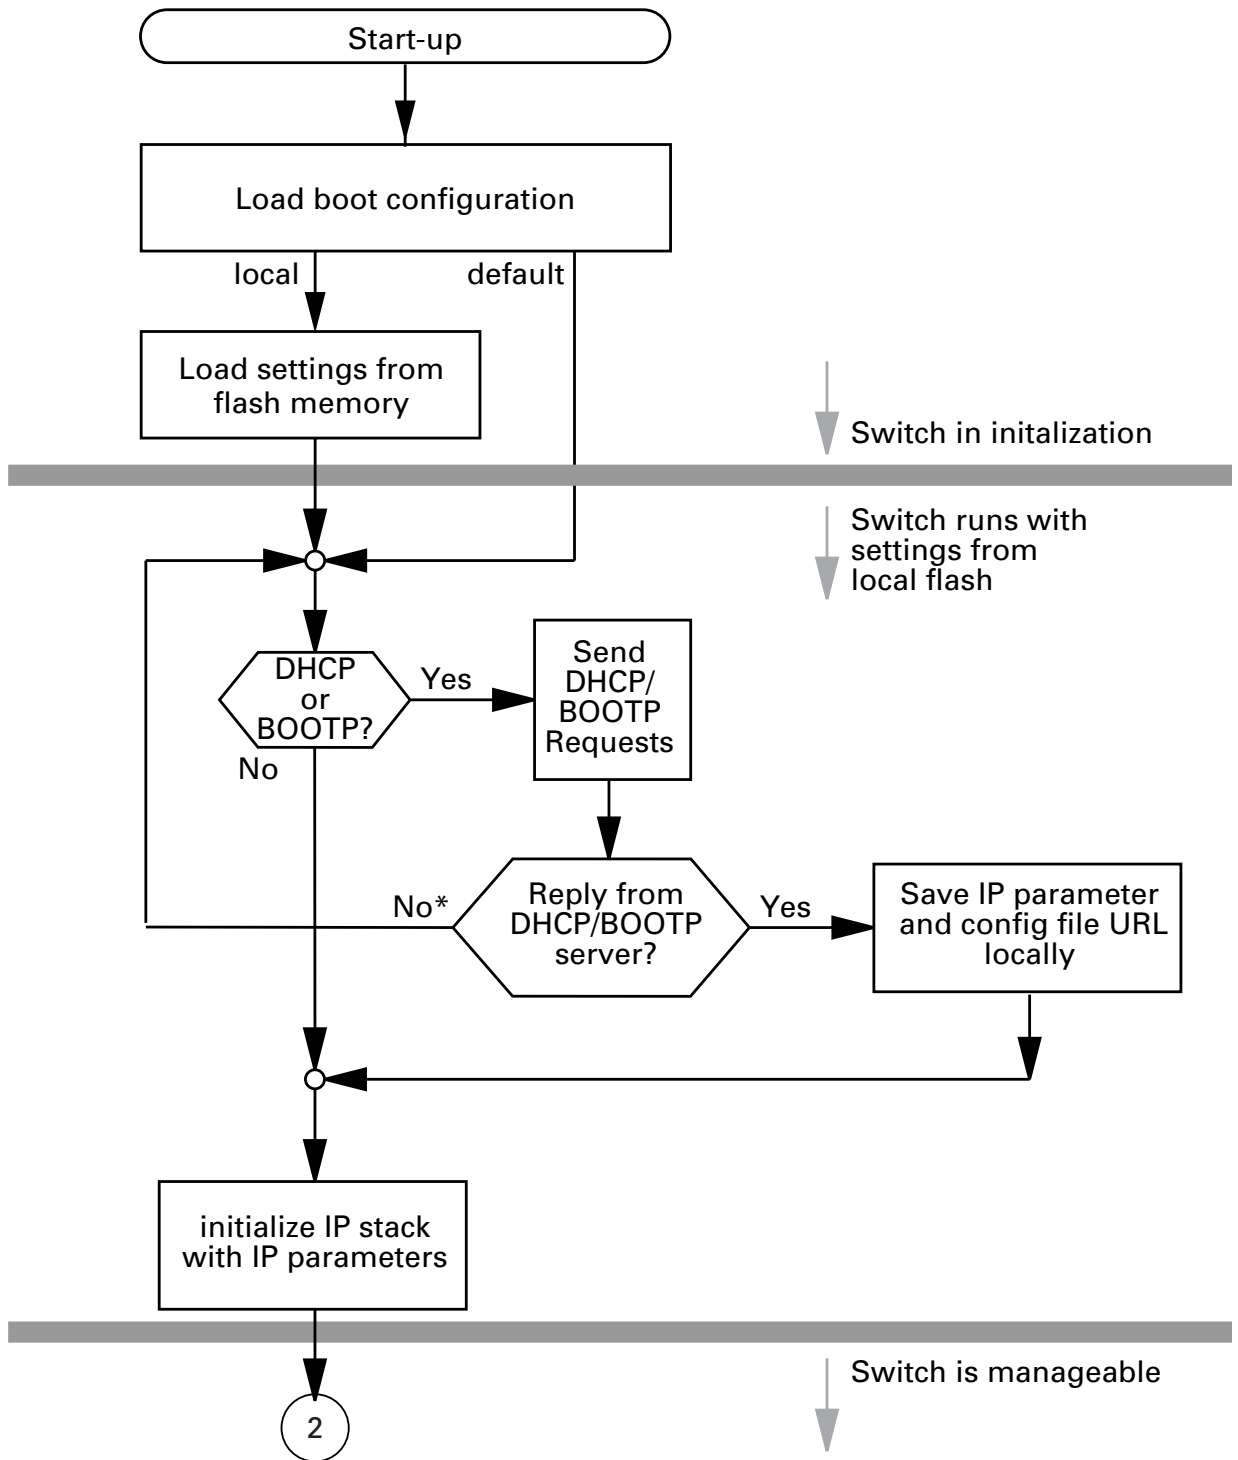 Start-up
Load boot configuration
local
default
Load settings from
flash memory
Switch in initalization
Switch runs with
settings from
local flash
DHCP
or
BOOTP?
Yes
No
Send
DHCP/
BOOTP
Requests
Reply from
DHCP/BOOTP
server?
No*
Yes
Save IP parameter
and config file URL
locally
initialize IP stack
with IP parameters
Switch is manageable
2